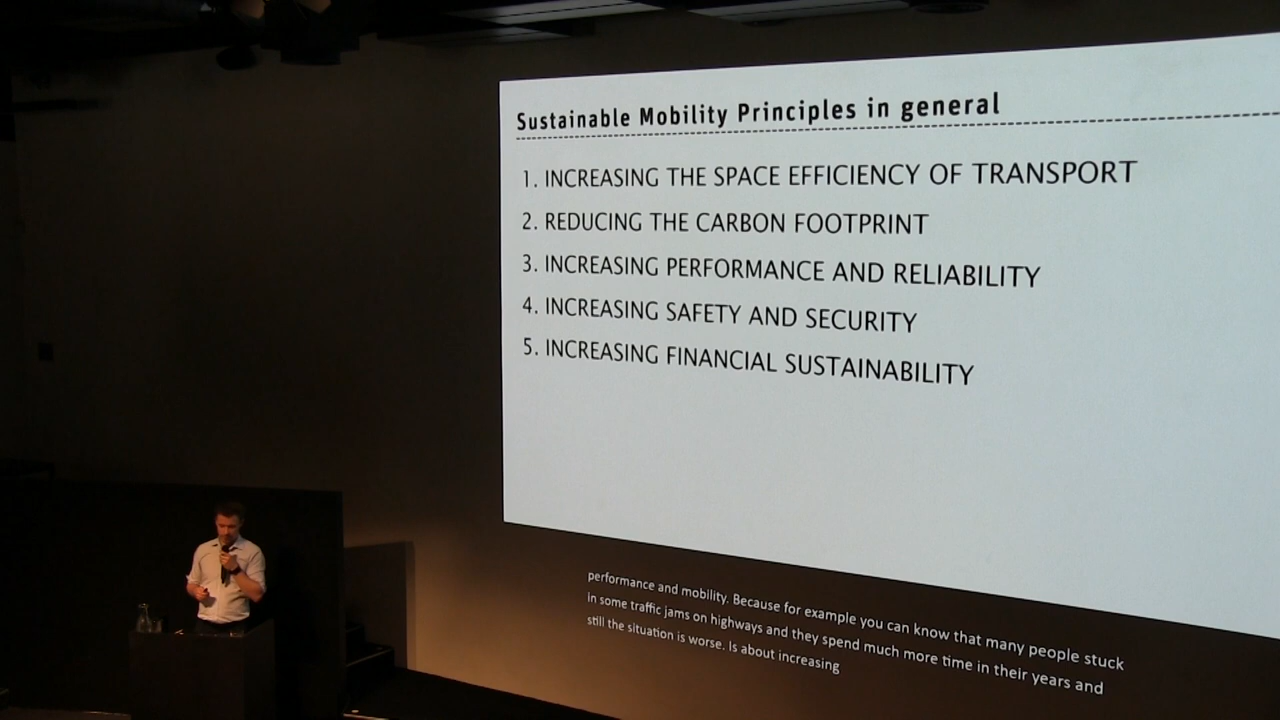 Sustainable Mobility Principles in general
1. INCREASING THE SPACE EFFICIENCY OF TRANSPORT
2. REDUCING THE CARBON FOOTPRINT
3. INCREASING PERFORMANCE AND RELIABILITY
4. INCREASING SAFETY AND SECURITY
5. INCREASING FINANCIAL SUSTAINABILITY
performance and mobility. Because for example you can know that many people stuck
in some traffic jams on highways and they spend much more time in their years and
still the situation is worse. Is about increasing